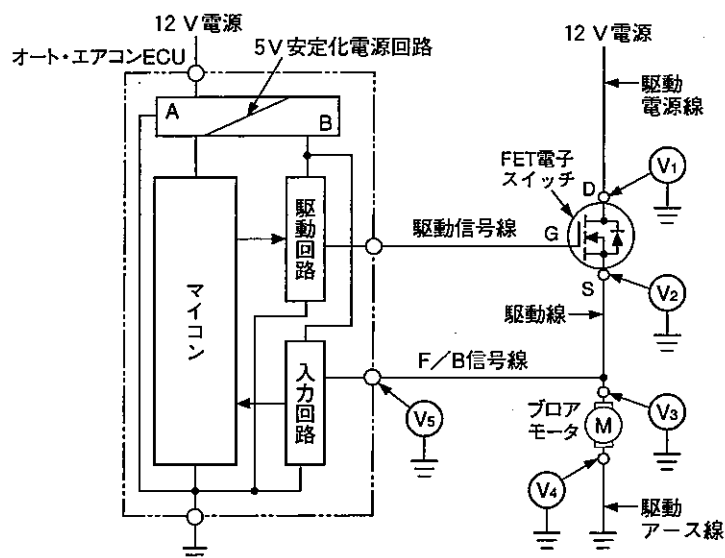 12 V電源
オート・エアコンECU
5V安定化電源回路
A
B
マイコン
駆動回路
入力回路
駆動信号線
F/B信号線
V5
12 V電源
駆動
電源線
FET電子
スイッチ
D
G
S
V1
V2
駆動線
V3
ブロア
モータ
M
V4
駆動
アース線